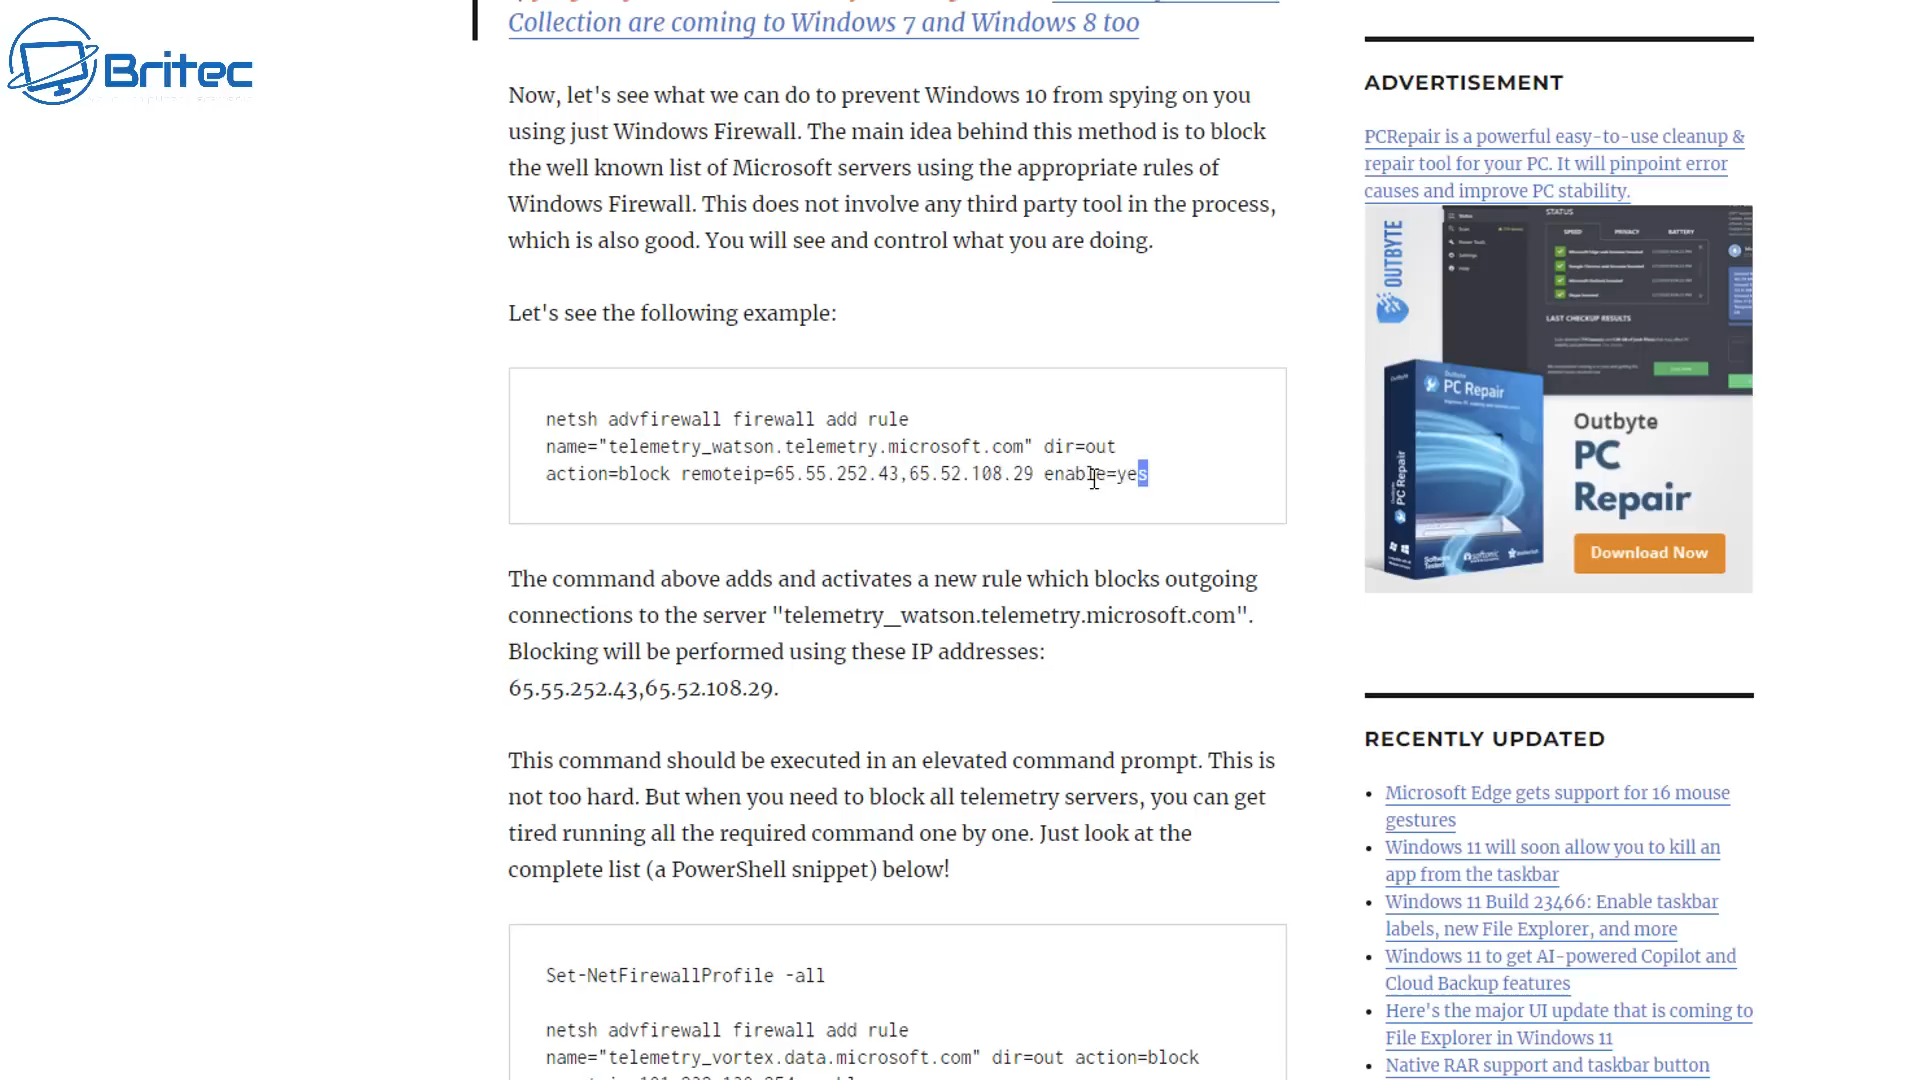 Collection are coming to Windows 7 and Windows 8 too
Britec
Now, let's see what we can do to prevent Windows 10 from spying on you
using just Windows Firewall. The main idea behind this method is to block
the well known list of Microsoft servers using the appropriate rules of
Windows Firewall. This does not involve any third party tool in the process,
which is also good. You will see and control what you are doing.
Let's see the following example:
netsh advfirewall firewall add rule
name="telemetry_watson.telemetry.microsoft.com" dir=out
action=block remoteip=65.55.252.43,65.52.108.29 enable=yes
The command above adds and activates a new rule which blocks outgoing
connections to the server "telemetry_watson.telemetry.microsoft.com".
Blocking will be performed using these IP addresses:
65.55.252.43,65.52.108.29.
This command should be executed in an elevated command prompt. This is
not too hard. But when you need to block all telemetry servers, you can get
tired running all the required command one by one. Just look at the
complete list (a PowerShell snippet) below!
Set-NetFirewallProfile -all
netsh advfirewall firewall add rule
name="telemetry_vortex.data.microsoft.com" dir=out action=block
ADVERTISEMENT
PCRepair is a powerful easy-to-use cleanup &
repair tool for your PC. It will pinpoint error
causes and improve PC stability.
OUTBYTE
STATUS
SPEED PRIVACY BATTERY
LAST CHECKUP RESULTS
Outbyte
PC Repair
PC Repair
Outbyte
PC
Repair
Download Now
RECENTLY UPDATED
Microsoft Edge gets support for 16 mouse
gestures
Windows 11 will soon allow you to kill an
app from the taskbar
Windows 11 Build 23466: Enable taskbar
labels, new File Explorer, and more
Windows 11 to get AI-powered Copilot and
Cloud Backup features
Here's the major UI update that is coming to
File Explorer in Windows 11
Native RAR support and taskbar button